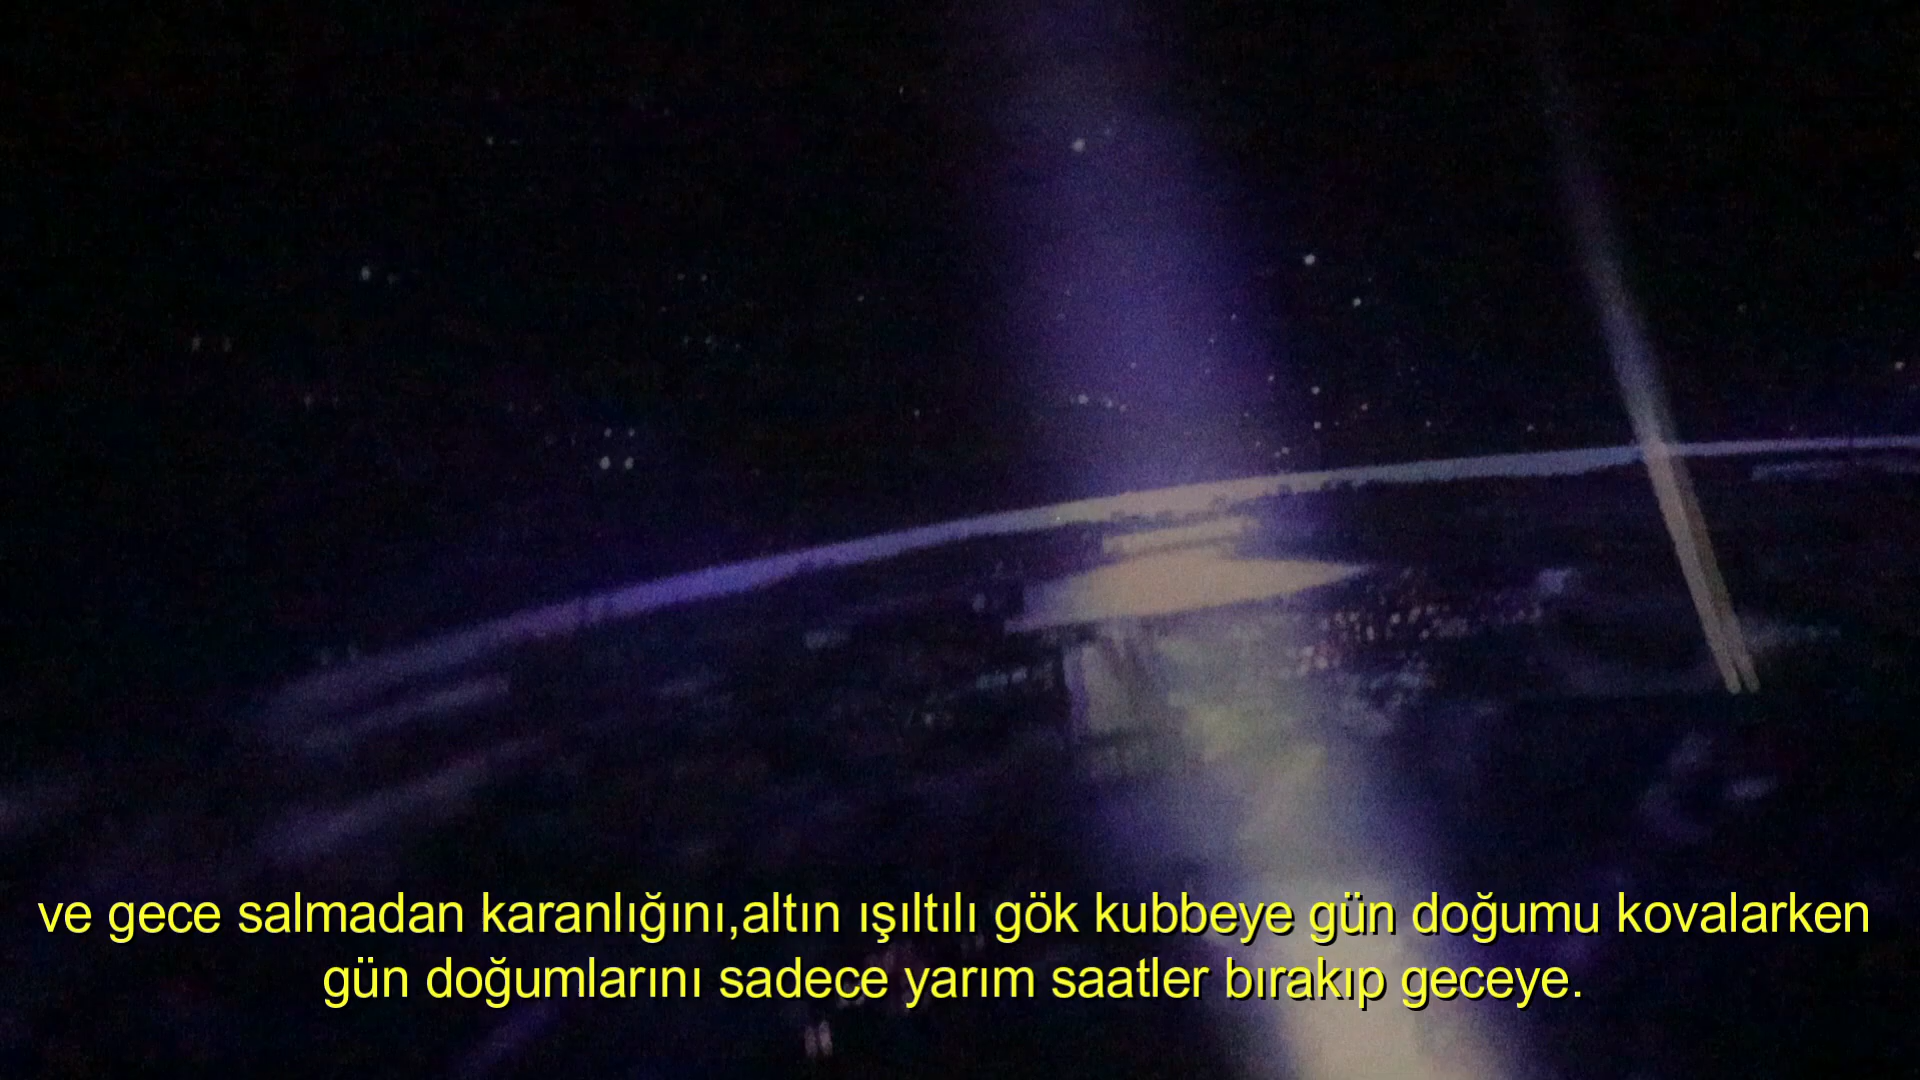 ve gece salmadan karanlığını,altın ışıltılı gök kubbeye gün doğumu kovalarken
gün doğumlarını sadece yarım saatler bırakıp geceye.